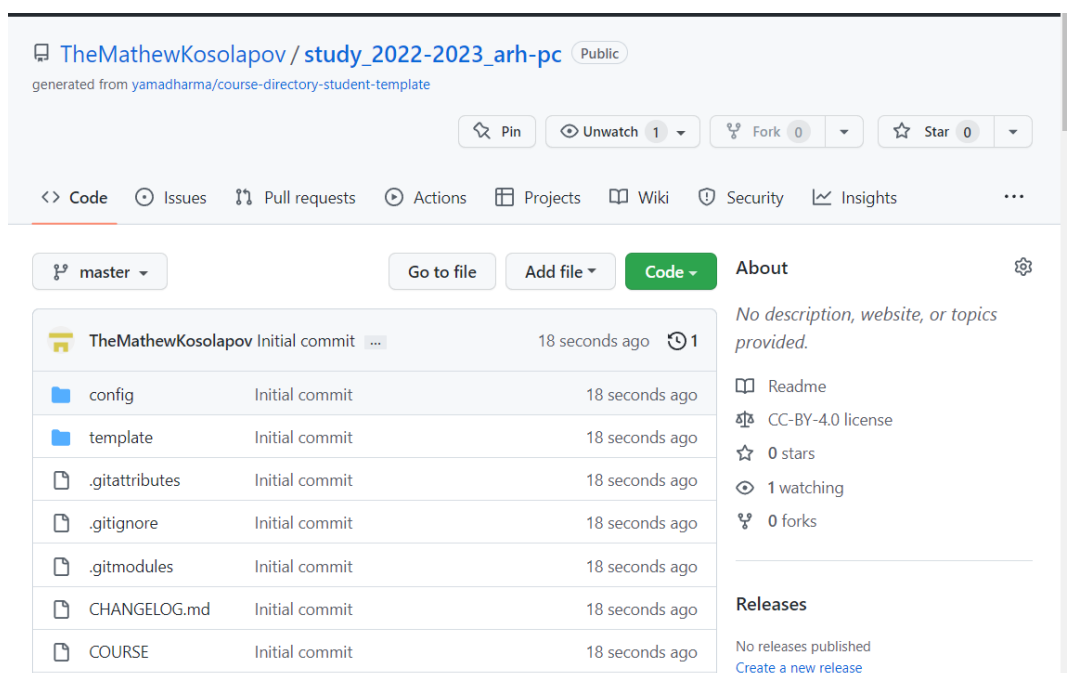 TheMathewKosolapov / study_2022-2023_arh-pc Public
generated from yamadharma/course-directory-student-template
Pin Unwatch 1 Fork 0 Star 0
<> Code Issues Pull requests Actions Projects Wiki Security Insights ...
master Go to file Add file Code
About
No description, website, or topics
provided.
Readme
CC-BY-4.0 license
0 stars
1 watching
0 forks
Releases
No releases published
Create a new release
TheMathewKosolapov Initial commit ... 18 seconds ago 1
config Initial commit 18 seconds ago
template Initial commit 18 seconds ago
.gitattributes Initial commit 18 seconds ago
.gitignore Initial commit 18 seconds ago
.gitmodules Initial commit 18 seconds ago
CHANGELOG.md Initial commit 18 seconds ago
COURSE Initial commit 18 seconds ago